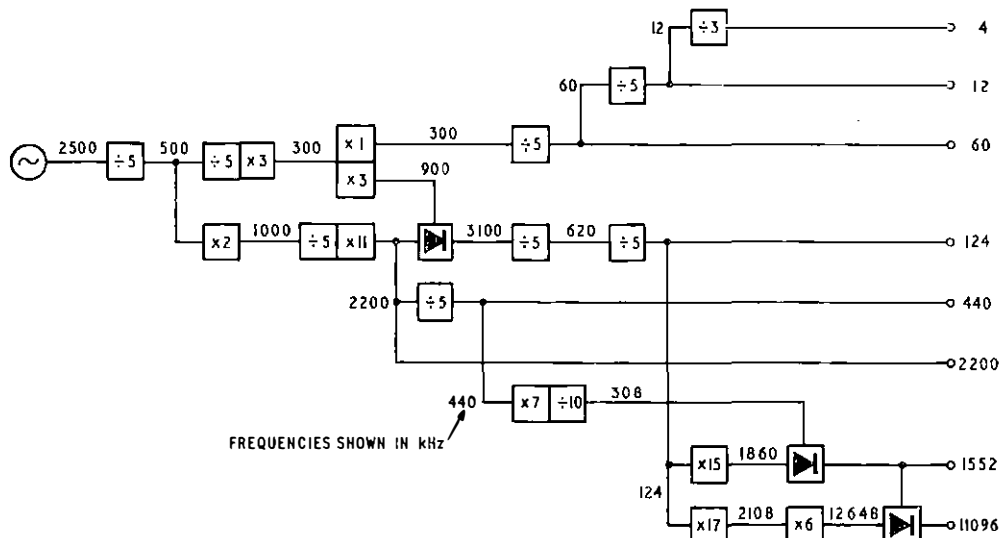 12 ÷3 4
60 ÷5 12
2500 ÷5 500 ÷5 x3 300 x1 300 ÷5 60
x3 900
x2 1000 ÷5 x11 3100 ÷5 620 ÷5 124
2200 ÷5 440
2200
440 x7 ÷10 308
FREQUENCIES SHOWN IN kHz
x15 1860 1552
124
x17 2108 x6 12648 11096